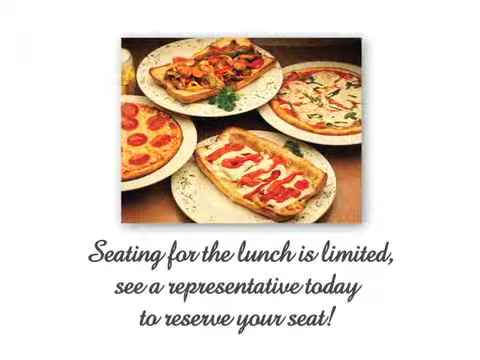 Seating for the lunch is limited,
see a representative today
to reserve your seat!